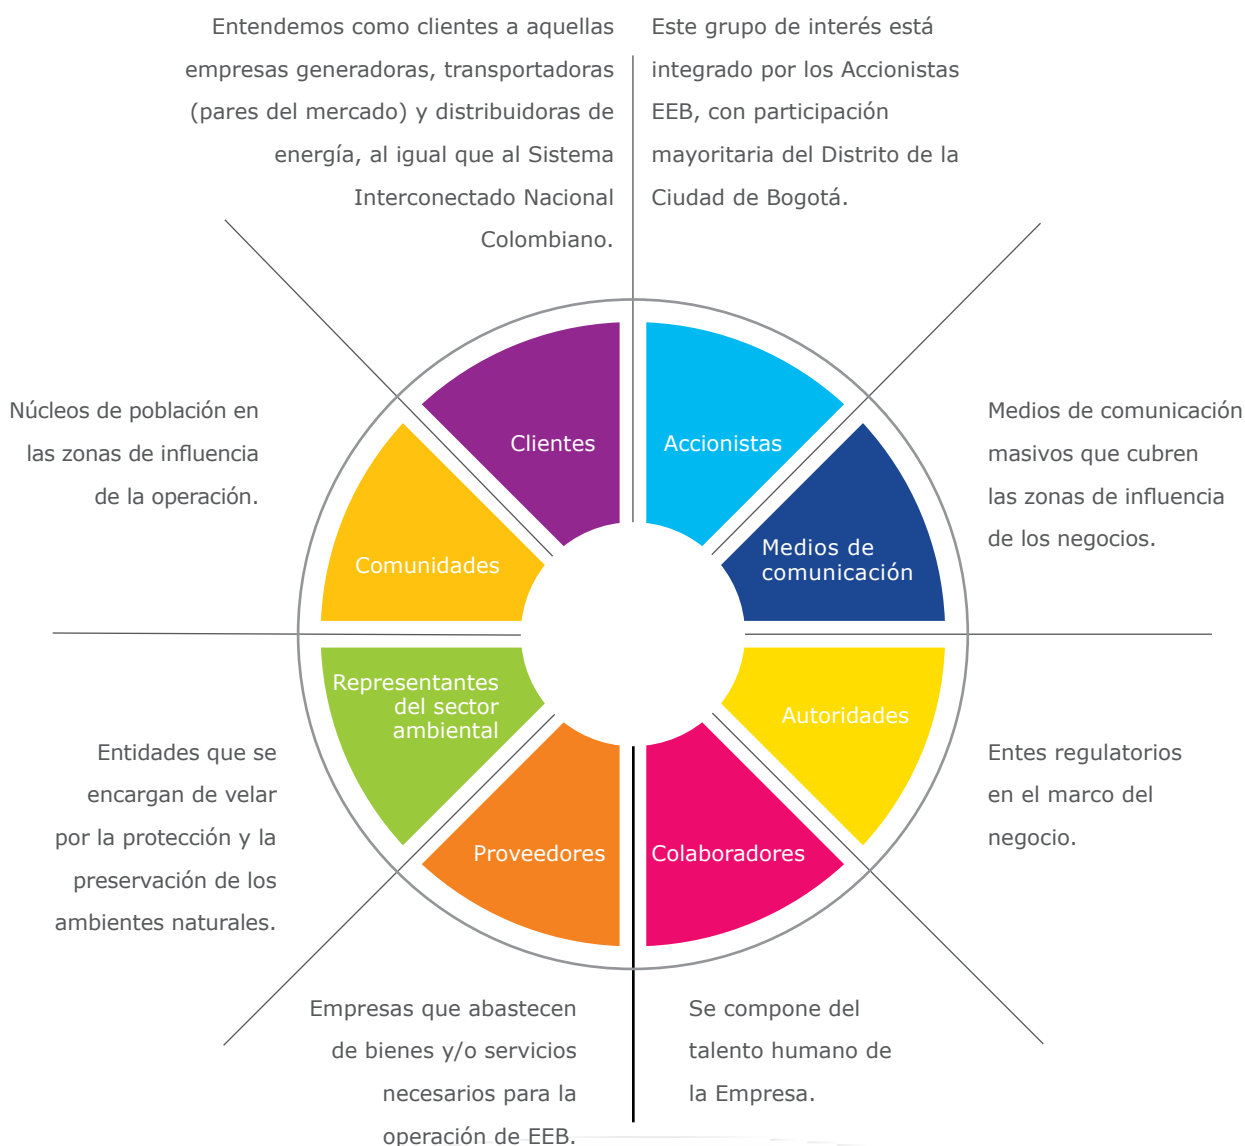 Entendemos como clientes a aquellas
empresas generadoras, transportadoras
(pares del mercado) y distribuidoras de
energía, al igual que al Sistema
Interconectado Nacional
Colombiano.
Este grupo de interés está
integrado por los Accionistas
EEB, con participación
mayoritaria del Distrito de la
Ciudad de Bogotá.
Núcleos de población en
las zonas de influencia
de la operación.
Clientes
Accionistas
Medios de comunicación
masivos que cubren
las zonas de influencia
de los negocios.
Comunidades
Medios de
comunicación
Representantes
del sector
ambiental
Autoridades
Entidades que se
encargan de velar
por la protección y la
preservación de los
ambientes naturales.
Proveedores
Colaboradores
Entes regulatorios
en el marco del
negocio.
Empresas que abastecen
de bienes y/o servicios
necesarios para la
operación de EEB.
Se compone del
talento humano de
la Empresa.